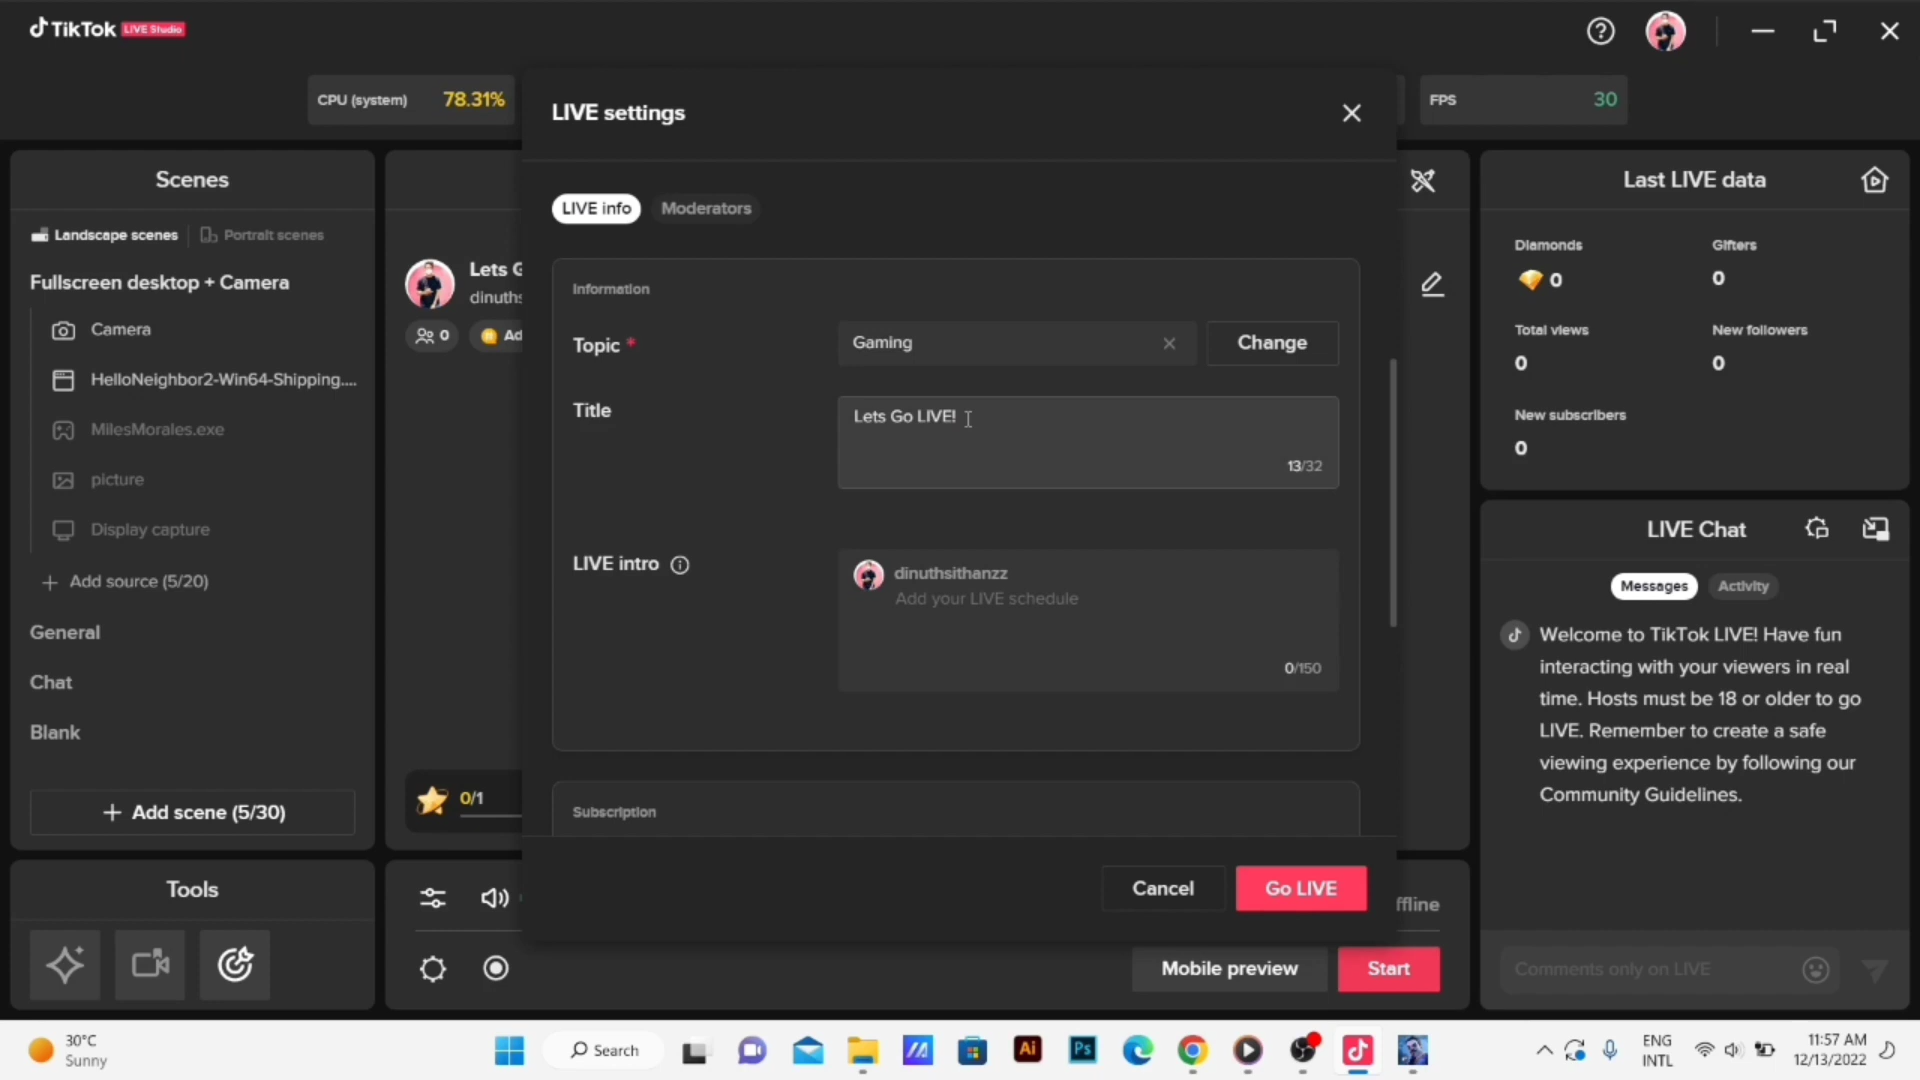 TikTok LIVE Studio
CPU (system) 78.31%
FPS 30
LIVE settings
LIVE info Moderators
Information
Topic * Gaming Change
Title Lets Go LIVE!
13/32
LIVE intro dinuthsithanzz
Add your LIVE schedule
0/150
Subscription
Cancel Go LIVE
Scenes
Landscape scenes Portrait scenes
Fullscreen desktop + Camera
Camera
HelloNeighbor2-Win64-Shipping....
MilesMorales.exe
picture
Display capture
+ Add source (5/20)
General
Chat
Blank
+ Add scene (5/30)
Tools
Lets G
dinuths
0 Ad
0/1
ffline
Mobile preview Start
Last LIVE data
Diamonds Gifters
0 0
Total views New followers
0 0
New subscribers
0
LIVE Chat
Messages Activity
Welcome to TikTok LIVE! Have fun
interacting with your viewers in real
time. Hosts must be 18 or older to go
LIVE. Remember to create a safe
viewing experience by following our
Community Guidelines.
Comments only on LIVE
30°C
Sunny
Search
Ai
Ps
ENG
INTL
11:57 AM
12/13/2022